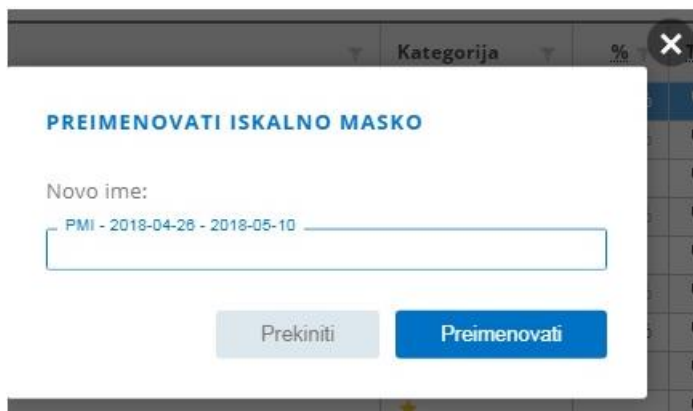 Kategorija %
PREIMENOVATI ISKALNO MASKO
Novo ime:
PMI - 2018-04-26 - 2018-05-10
Prekiniti Preimenovati